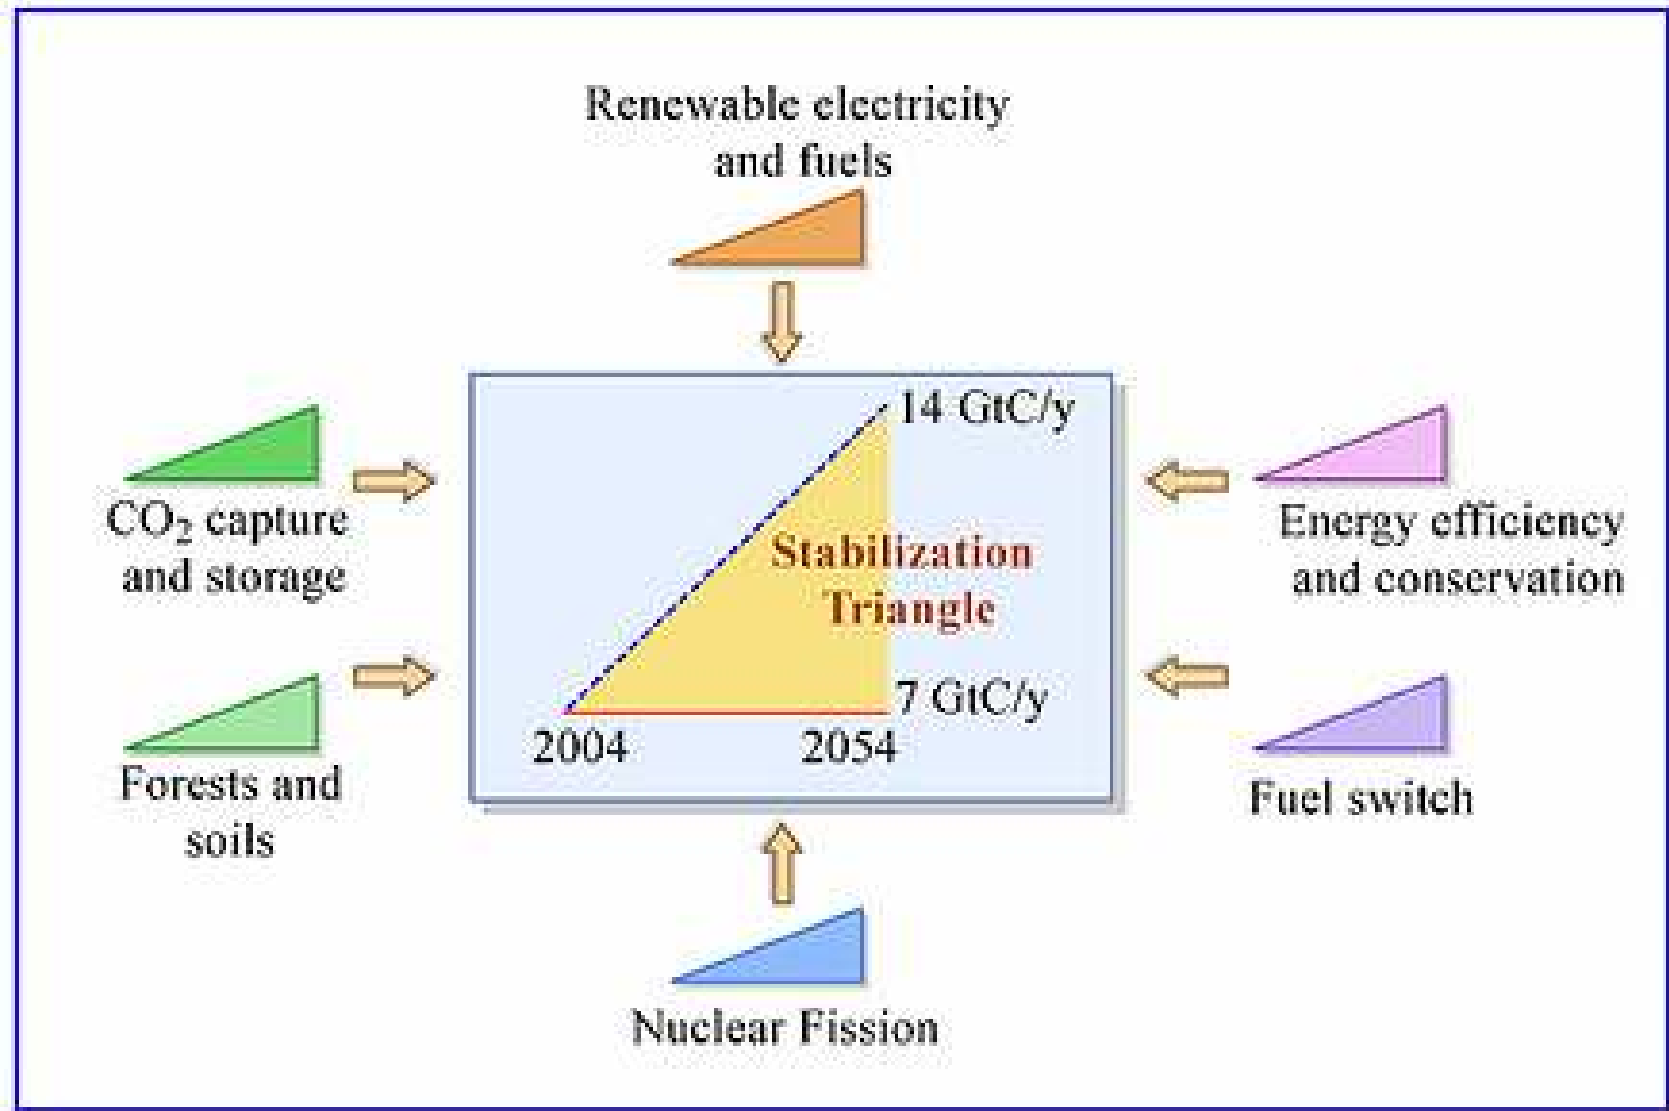 Renewable electricity
and fuels
14 GtC/y
CO₂ capture
and storage
Stabilization
Triangle
Energy efficiency
and conservation
7 GtC/y
2004 2054
Forests and
soils
Fuel switch
Nuclear Fission